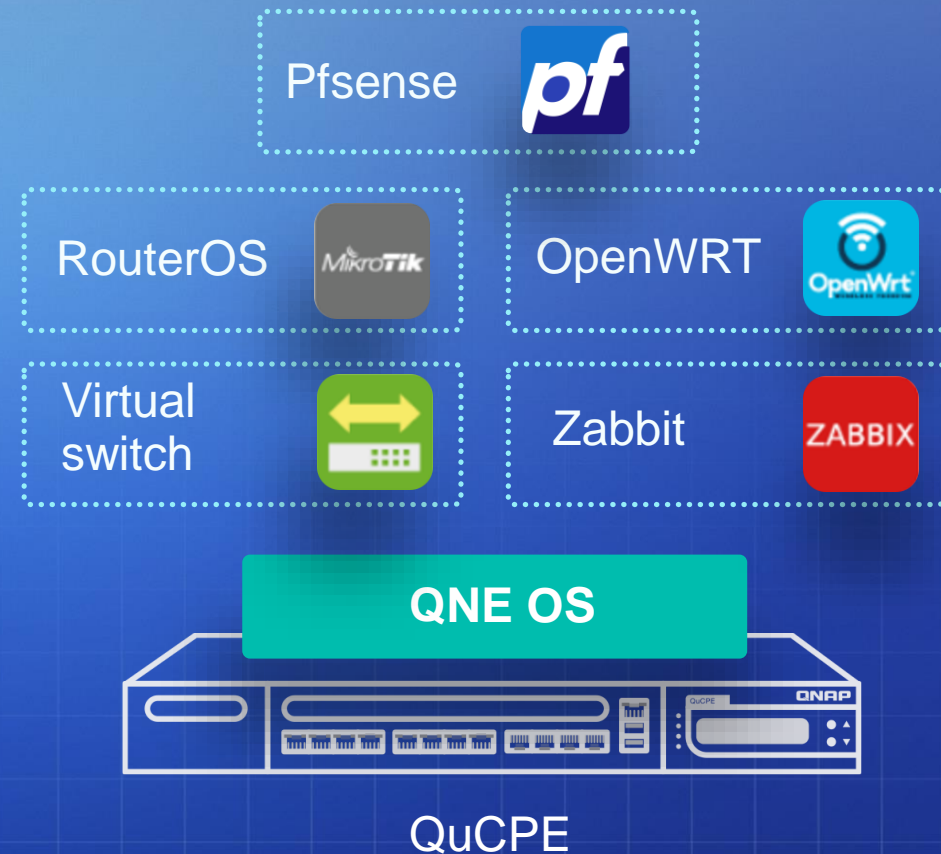 Pfsense
pf
RouterOS
MikroTik
OpenWRT
OpenWrt
Virtual
switch
Zabbit
ZABBIX
QNE OS
QuCPE
QNAP
QuCPE